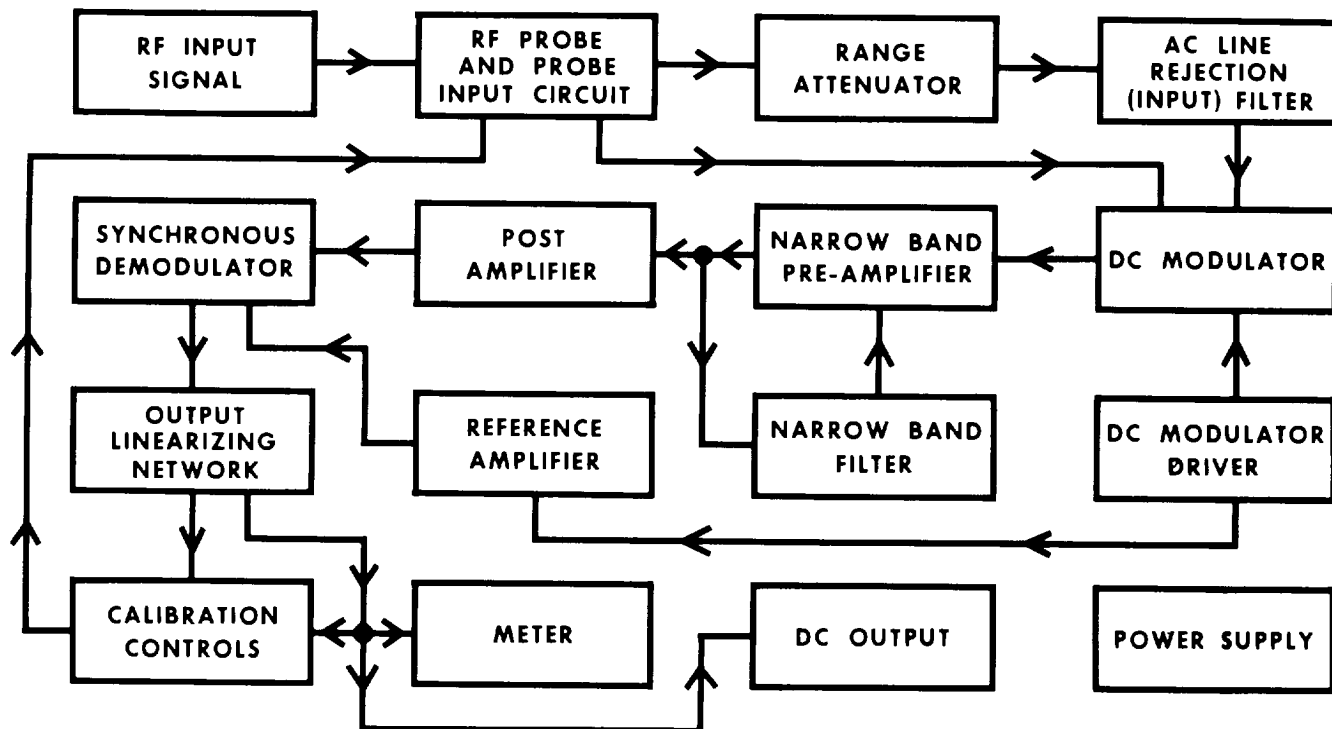 RF INPUT
SIGNAL
RF PROBE
AND PROBE
INPUT CIRCUIT
RANGE
ATTENUATOR
AC LINE
REJECTION
(INPUT) FILTER
SYNCHRONOUS
DEMODULATOR
POST
AMPLIFIER
NARROW BAND
PRE-AMPLIFIER
DC MODULATOR
OUTPUT
LINEARIZING
NETWORK
REFERENCE
AMPLIFIER
NARROW BAND
FILTER
DC MODULATOR
DRIVER
CALIBRATION
CONTROLS
METER
DC OUTPUT
POWER SUPPLY